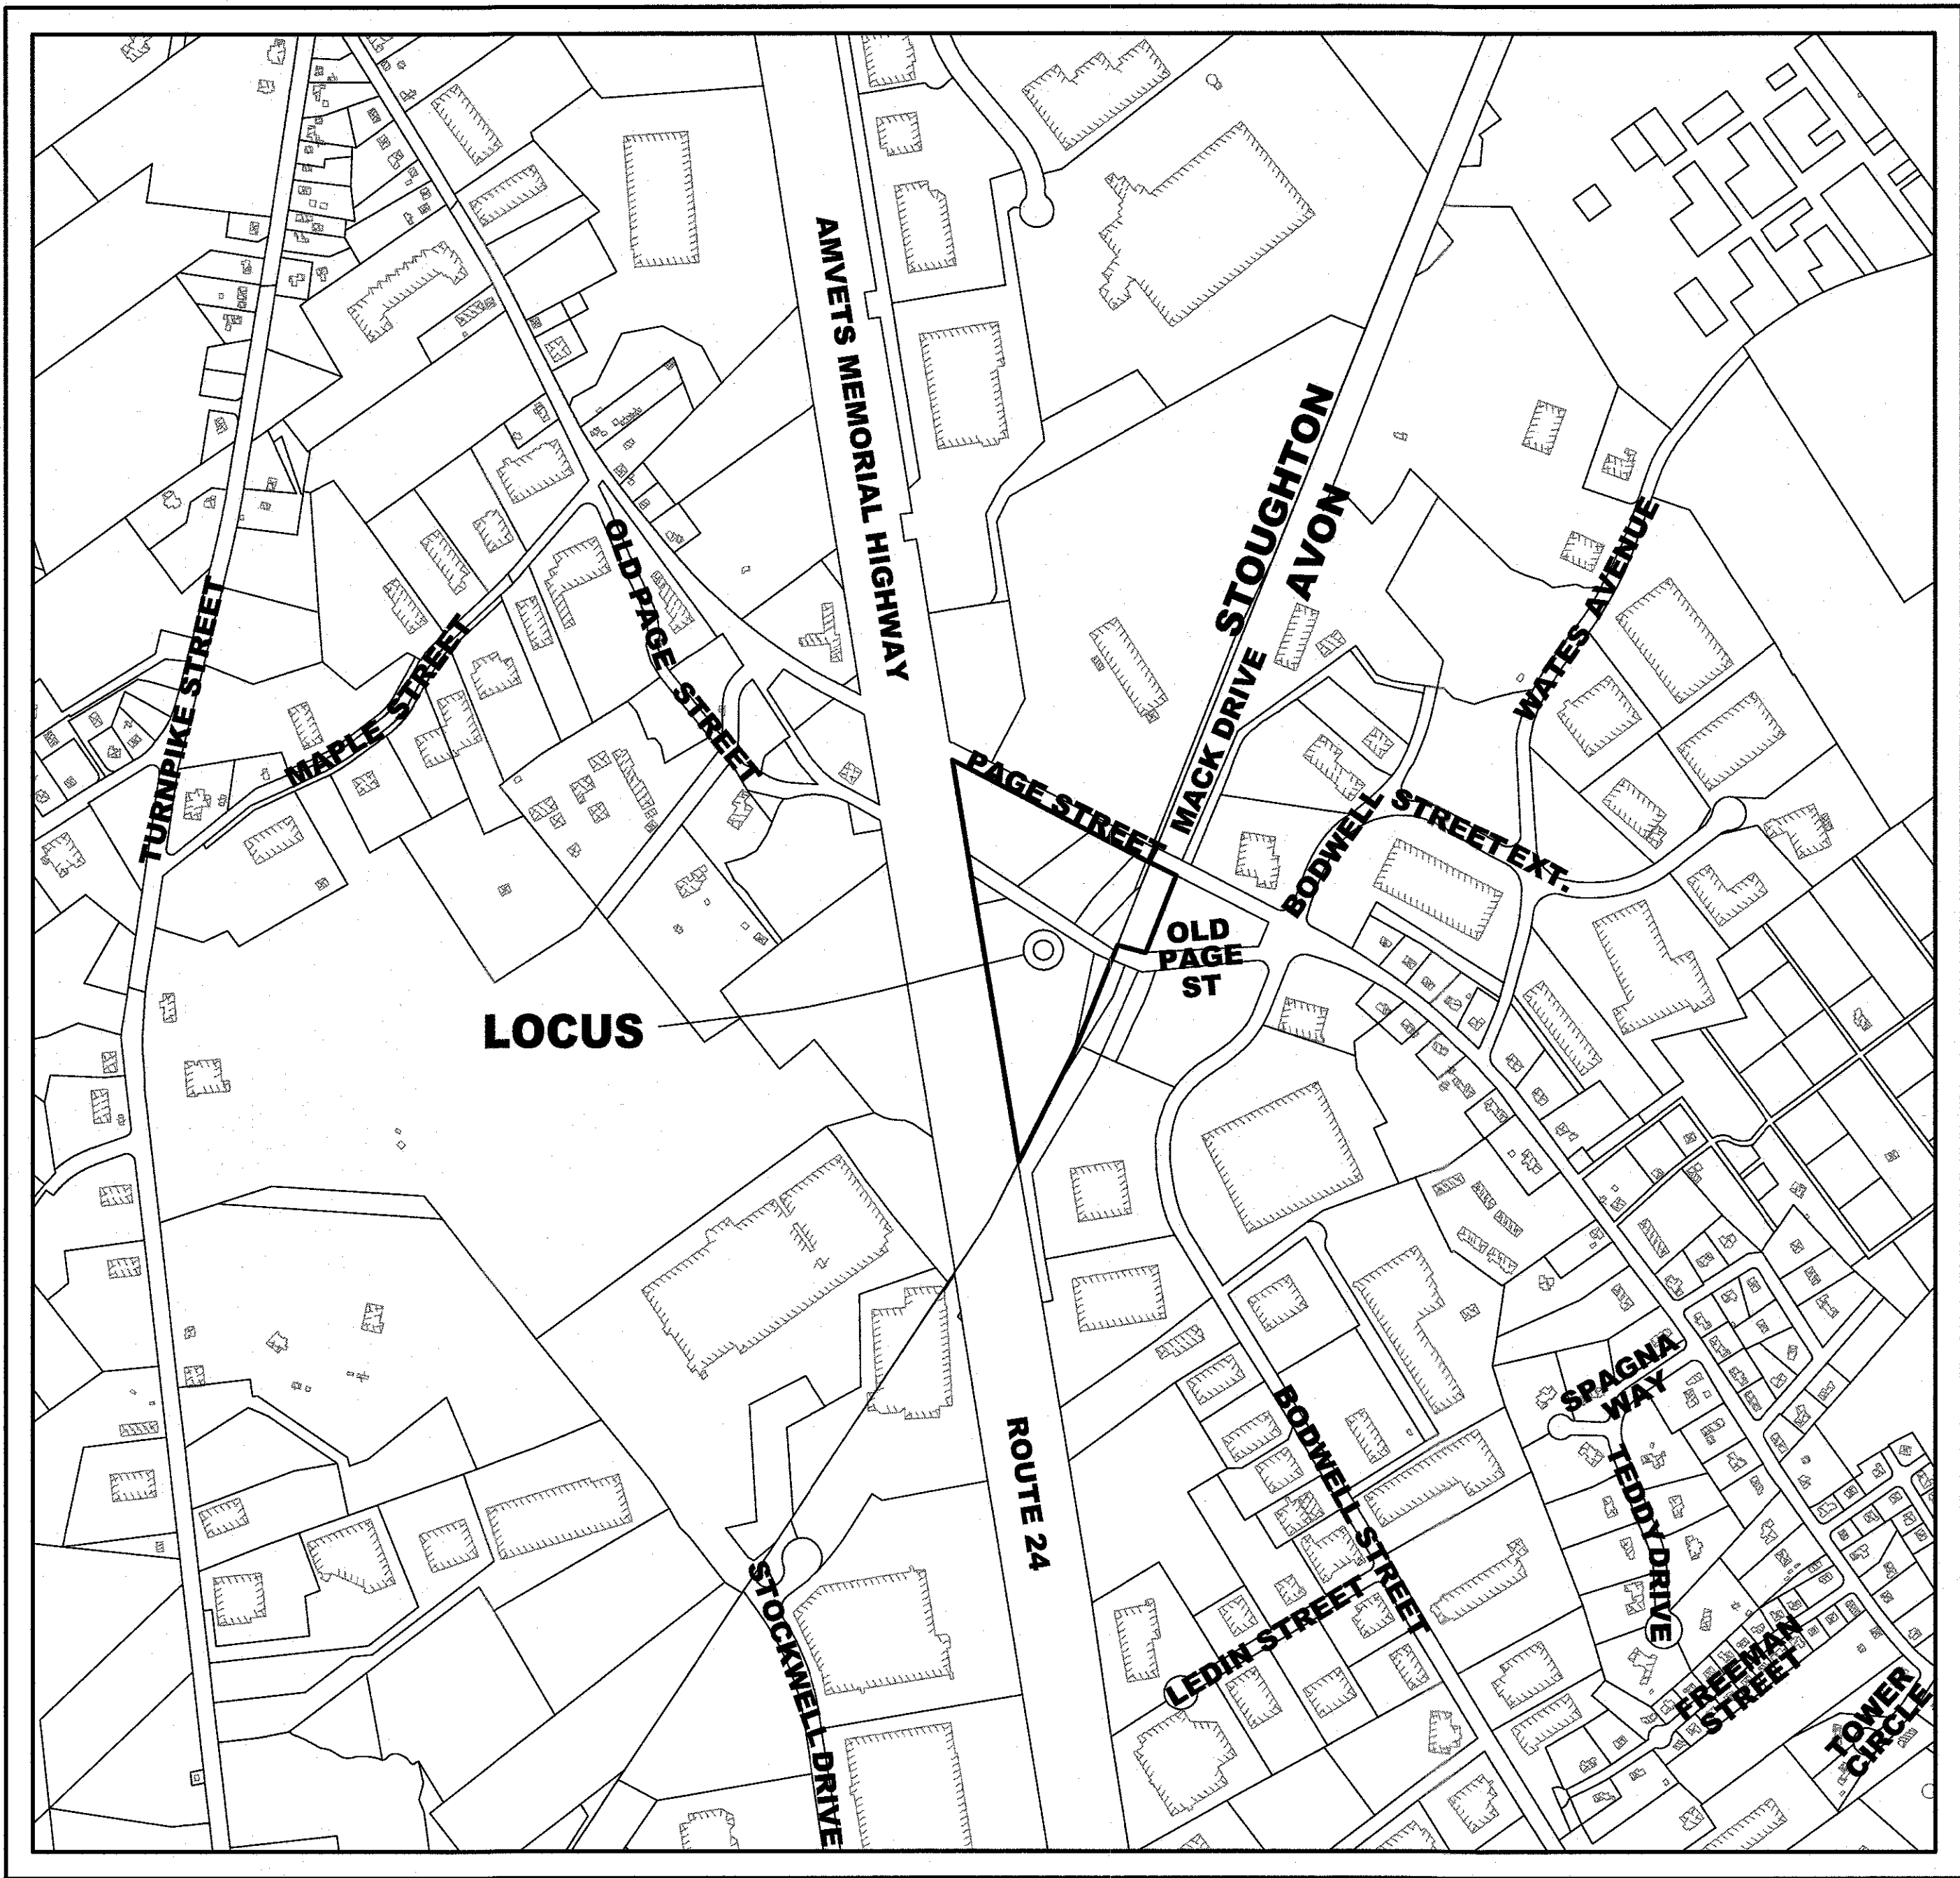 AMVETS MEMORIAL HIGHWAY
STOUGHTON
AVON
OLD PAGE STREET
WATES AVENUE
TURNPIKE STREET
MAPLE STREET
MACK DRIVE
PAGE STREET
BODWELL STREET EXT.
OLD
PAGE
ST
LOCUS
SPAGNA
WAY
BODWELL STREET
ROUTE 24
TEDDY DRIVE
STOCKWELL DRIVE
LEDIN STREET
FREEMAN
STREET
TOWER
CIRCLE